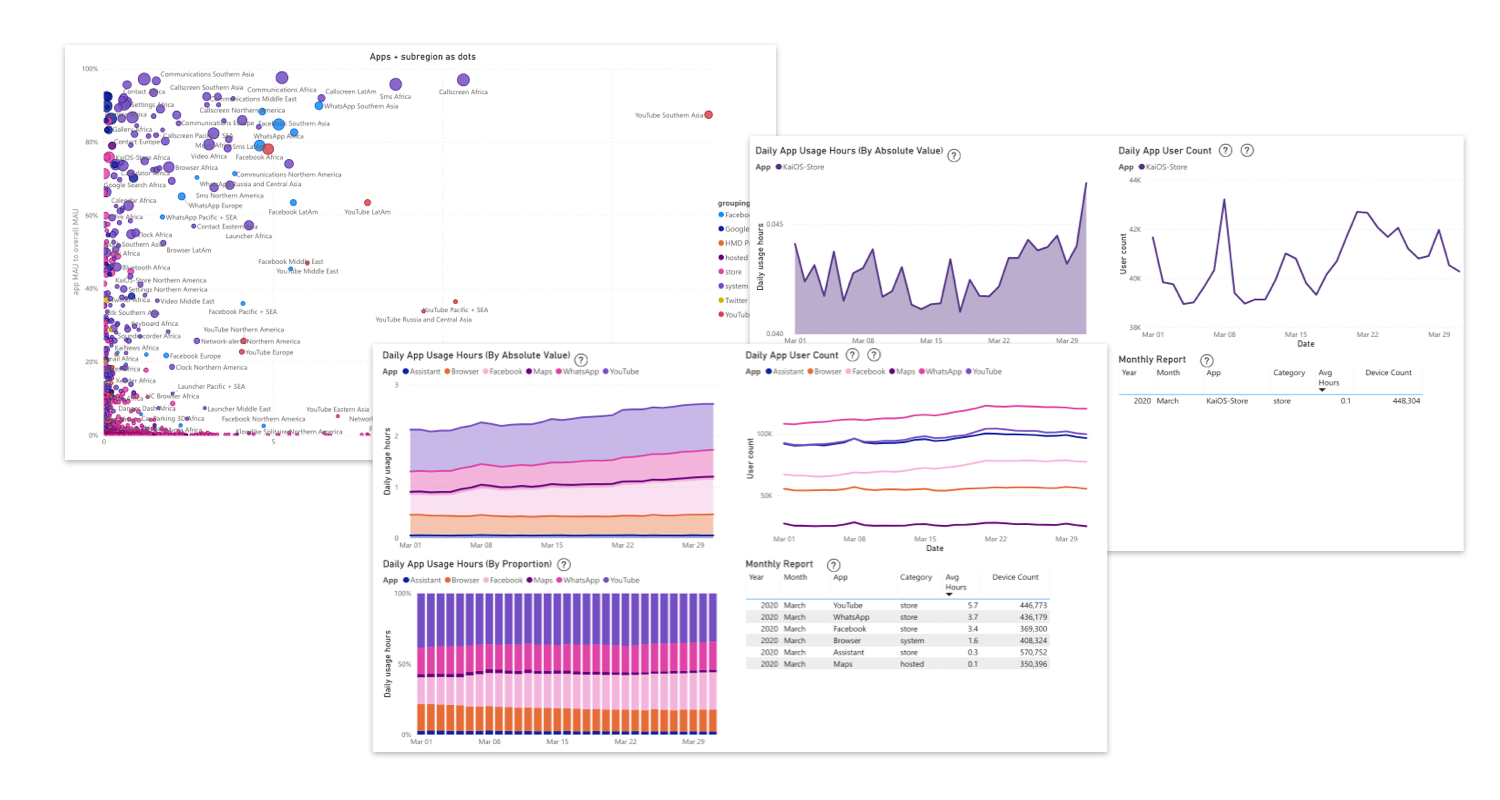 Apps + subregion as dots
100%
80%
60%
40%
20%
0%
app MAU to overall MAU
0
5
Communications Southern Asia
Callscreen Southern Asia
Communications Africa
Communications Middle East
Callscreen LatAm
Sms Africa
Callscreen Africa
WhatsApp Southern Asia
YouTube Southern Asia
Contact Africa
Settings Africa
Callscreen Northern America
Facebook Southern Asia
Gallery Africa
WhatsApp Africa
Contact Europe
Sms LatAm
Video Africa
Facebook Africa
KaiOS-Store Africa
Browser Africa
Communications Northern America
Google Search Africa
WhatsApp Russia and Central Asia
Sms Northern America
WhatsApp Europe
Calendar Africa
Facebook LatAm
YouTube LatAm
WhatsApp Pacific + SEA
Clock Africa
Launcher Africa
Browser LatAm
Facebook Middle East
YouTube Middle East
Bluetooth Africa
KaiOS-Store Northern America
Settings Northern America
Video Middle East
Facebook Pacific + SEA
YouTube Pacific + SEA
YouTube Russia and Central Asia
Keyboard Africa
YouTube Northern America
KaiNews Africa
YouTube Europe
Facebook Europe
Clock Northern America
Launcher Pacific + SEA
Launcher Middle East
YouTube Eastern Asia
Facebook Northern America
grouping
Google
hosted
store
system
Twitter
Daily App Usage Hours (By Absolute Value) ?
App KaiOS-Store
0.045
0.040
Daily usage hours
Mar 01 Mar 08 Mar 15 Mar 22 Mar 29
Daily App User Count ? ?
App KaiOS-Store
44K
42K
40K
38K
User count
Mar 01 Mar 08 Mar 15 Mar 22 Mar 29
Date
Monthly Report ?
Year Month App Category Avg Hours Device Count
2020 March KaiOS-Store store 0.1 448,304
Daily App Usage Hours (By Absolute Value) ?
App Assistant Browser Facebook Maps WhatsApp YouTube
3
2
1
0
Daily usage hours
Mar 01 Mar 08 Mar 15 Mar 22 Mar 29
Daily App User Count ? ?
App Assistant Browser Facebook Maps WhatsApp YouTube
100K
50K
User count
Mar 01 Mar 08 Mar 15 Mar 22 Mar 29
Date
Daily App Usage Hours (By Proportion) ?
App Assistant Browser Facebook Maps WhatsApp YouTube
100%
50%
0%
Daily usage hours
Mar 01 Mar 08 Mar 15 Mar 22 Mar 29
Monthly Report ?
Year Month App Category Avg Hours Device Count
2020 March YouTube store 5.7 446,773
2020 March WhatsApp store 3.7 436,179
2020 March Facebook store 3.4 369,300
2020 March Browser system 1.6 408,324
2020 March Assistant store 0.3 570,752
2020 March Maps hosted 0.1 350,396